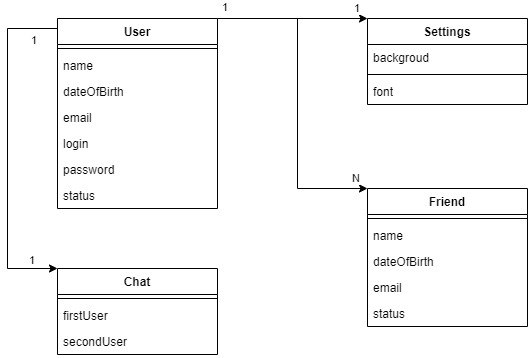 1
1
1
User
Settings
name
dateOfBirth
email
login
password
status
backgroud
font
N
Friend
name
dateOfBirth
email
status
1
Chat
firstUser
secondUser